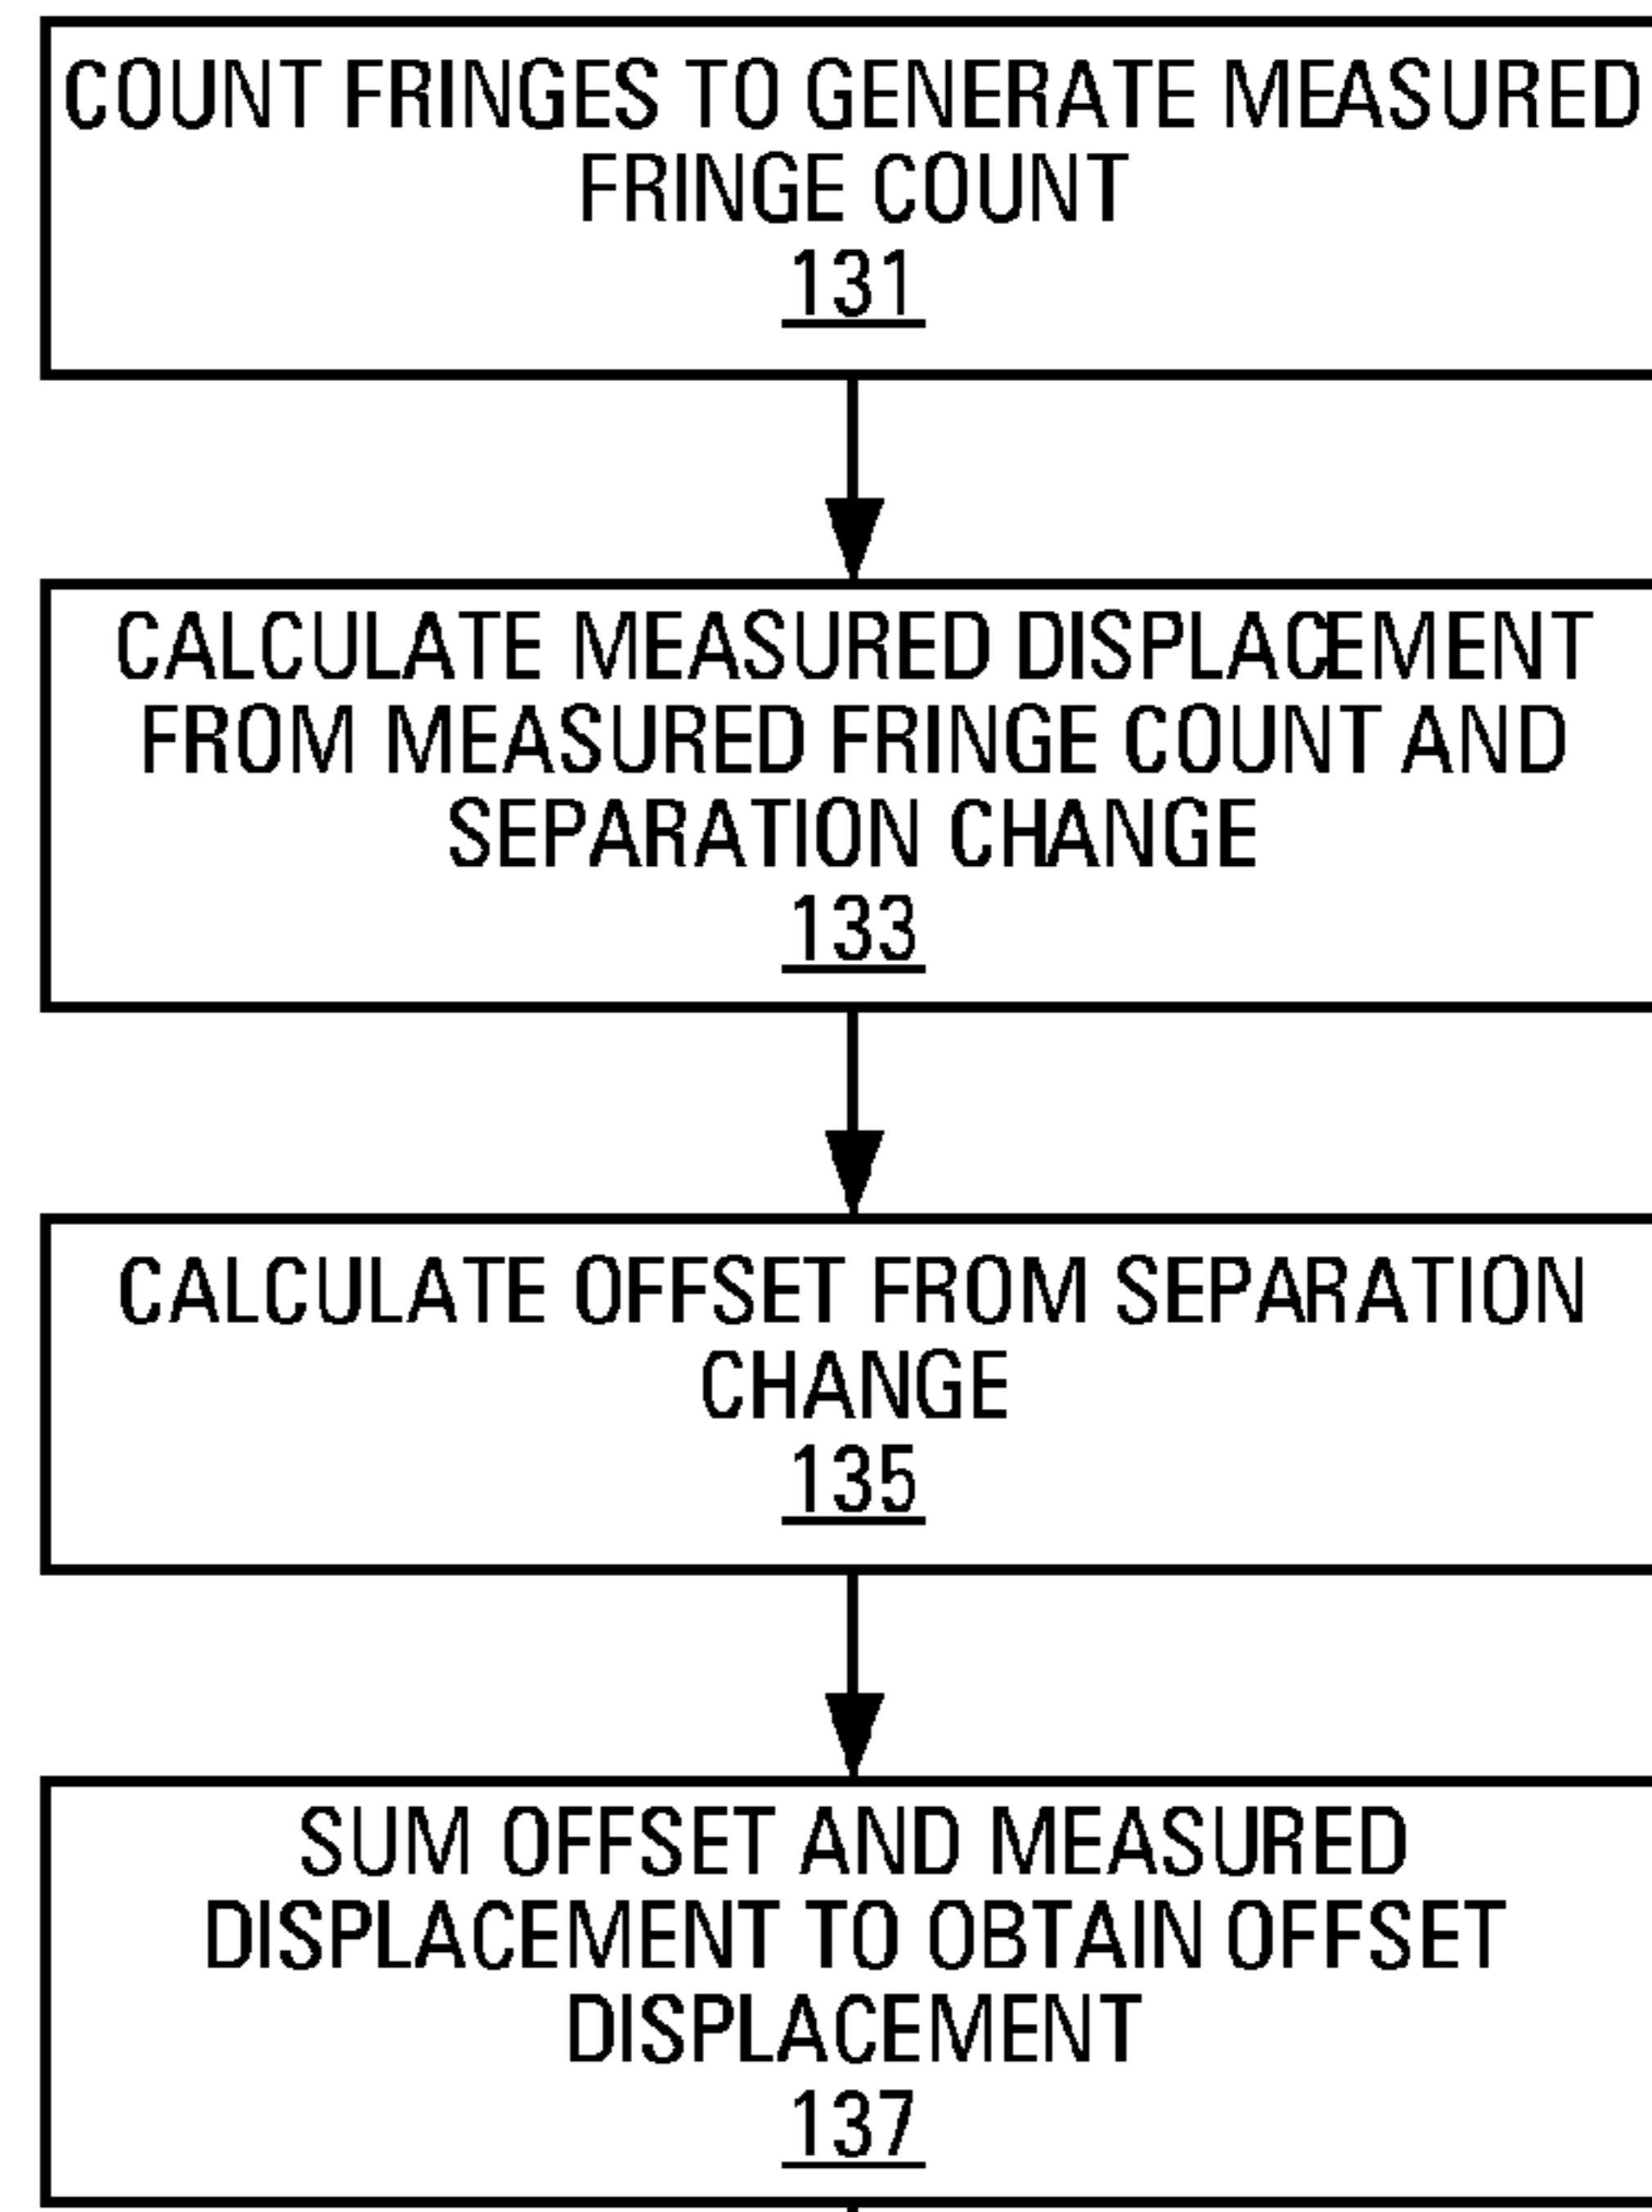 COUNT FRINGES TO GENERATE MEASURED
FRINGE COUNT
131
CALCULATE MEASURED DISPLACEMENT
FROM MEASURED FRINGE COUNT AND
SEPARATION CHANGE
133
CALCULATE OFFSET FROM SEPARATION
CHANGE
135
SUM OFFSET AND MEASURED
DISPLACEMENT TO OBTAIN OFFSET
DISPLACEMENT
137